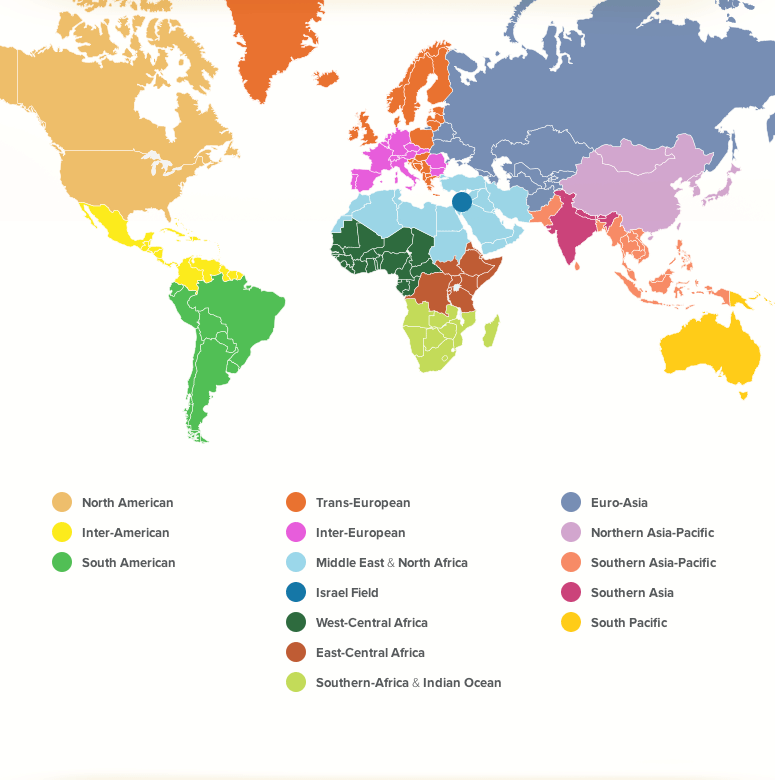 North American
Inter-American
South American
Trans-European
Inter-European
Middle East & North Africa
Israel Field
West-Central Africa
East-Central Africa
Southern-Africa & Indian Ocean
Euro-Asia
Northern Asia-Pacific
Southern Asia-Pacific
Southern Asia
South Pacific